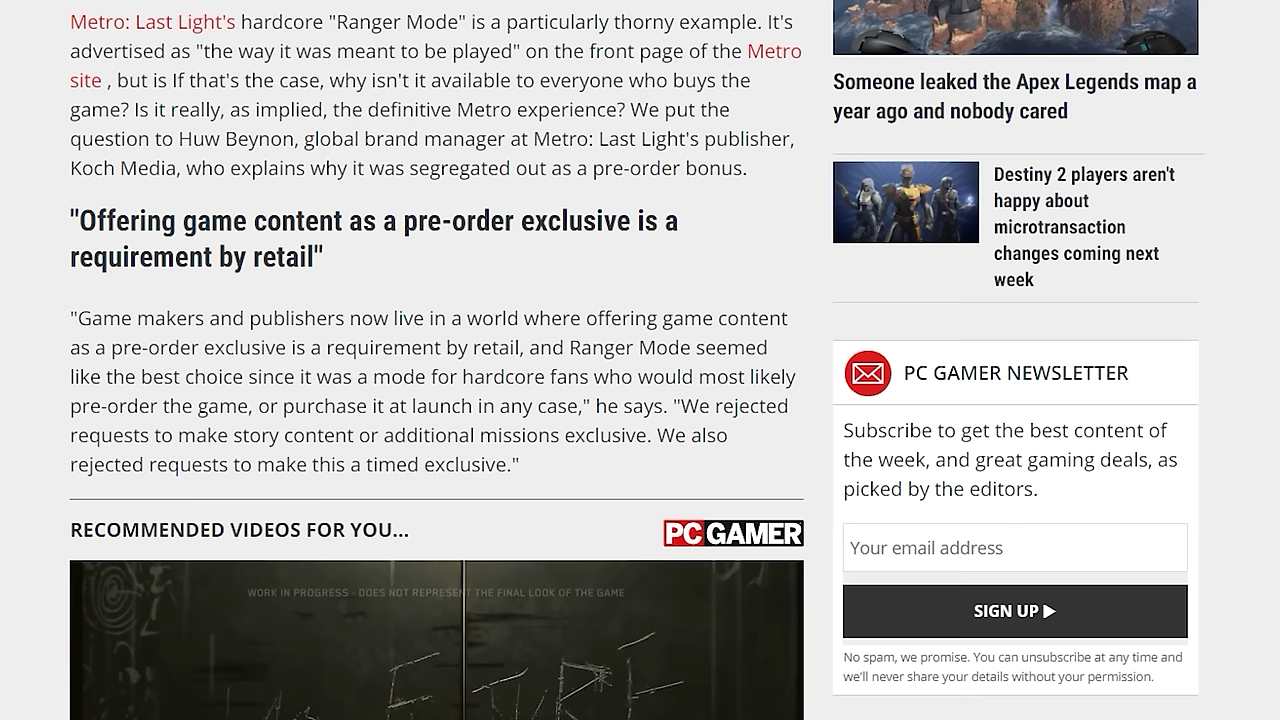 Metro: Last Light's hardcore "Ranger Mode" is a particularly thorny example. It's
advertised as "the way it was meant to be played" on the front page of the Metro
site , but is If that's the case, why isn't it available to everyone who buys the
game? Is it really, as implied, the definitive Metro experience? We put the
question to Huw Beynon, global brand manager at Metro: Last Light's publisher,
Koch Media, who explains why it was segregated out as a pre-order bonus.
"Offering game content as a pre-order exclusive is a
requirement by retail"
"Game makers and publishers now live in a world where offering game content
as a pre-order exclusive is a requirement by retail, and Ranger Mode seemed
like the best choice since it was a mode for hardcore fans who would most likely
pre-order the game, or purchase it at launch in any case," he says. "We rejected
requests to make story content or additional missions exclusive. We also
rejected requests to make this a timed exclusive."
RECOMMENDED VIDEOS FOR YOU...
PC GAMER
WORK IN PROGRESS - DOES NOT REPRESENT THE FINAL LOOK OF THE GAME
Someone leaked the Apex Legends map a
year ago and nobody cared
Destiny 2 players aren't
happy about
microtransaction
changes coming next
week
PC GAMER NEWSLETTER
Subscribe to get the best content of
the week, and great gaming deals, as
picked by the editors.
Your email address
SIGN UP
No spam, we promise. You can unsubscribe at any time and
we'll never share your details without your permission.